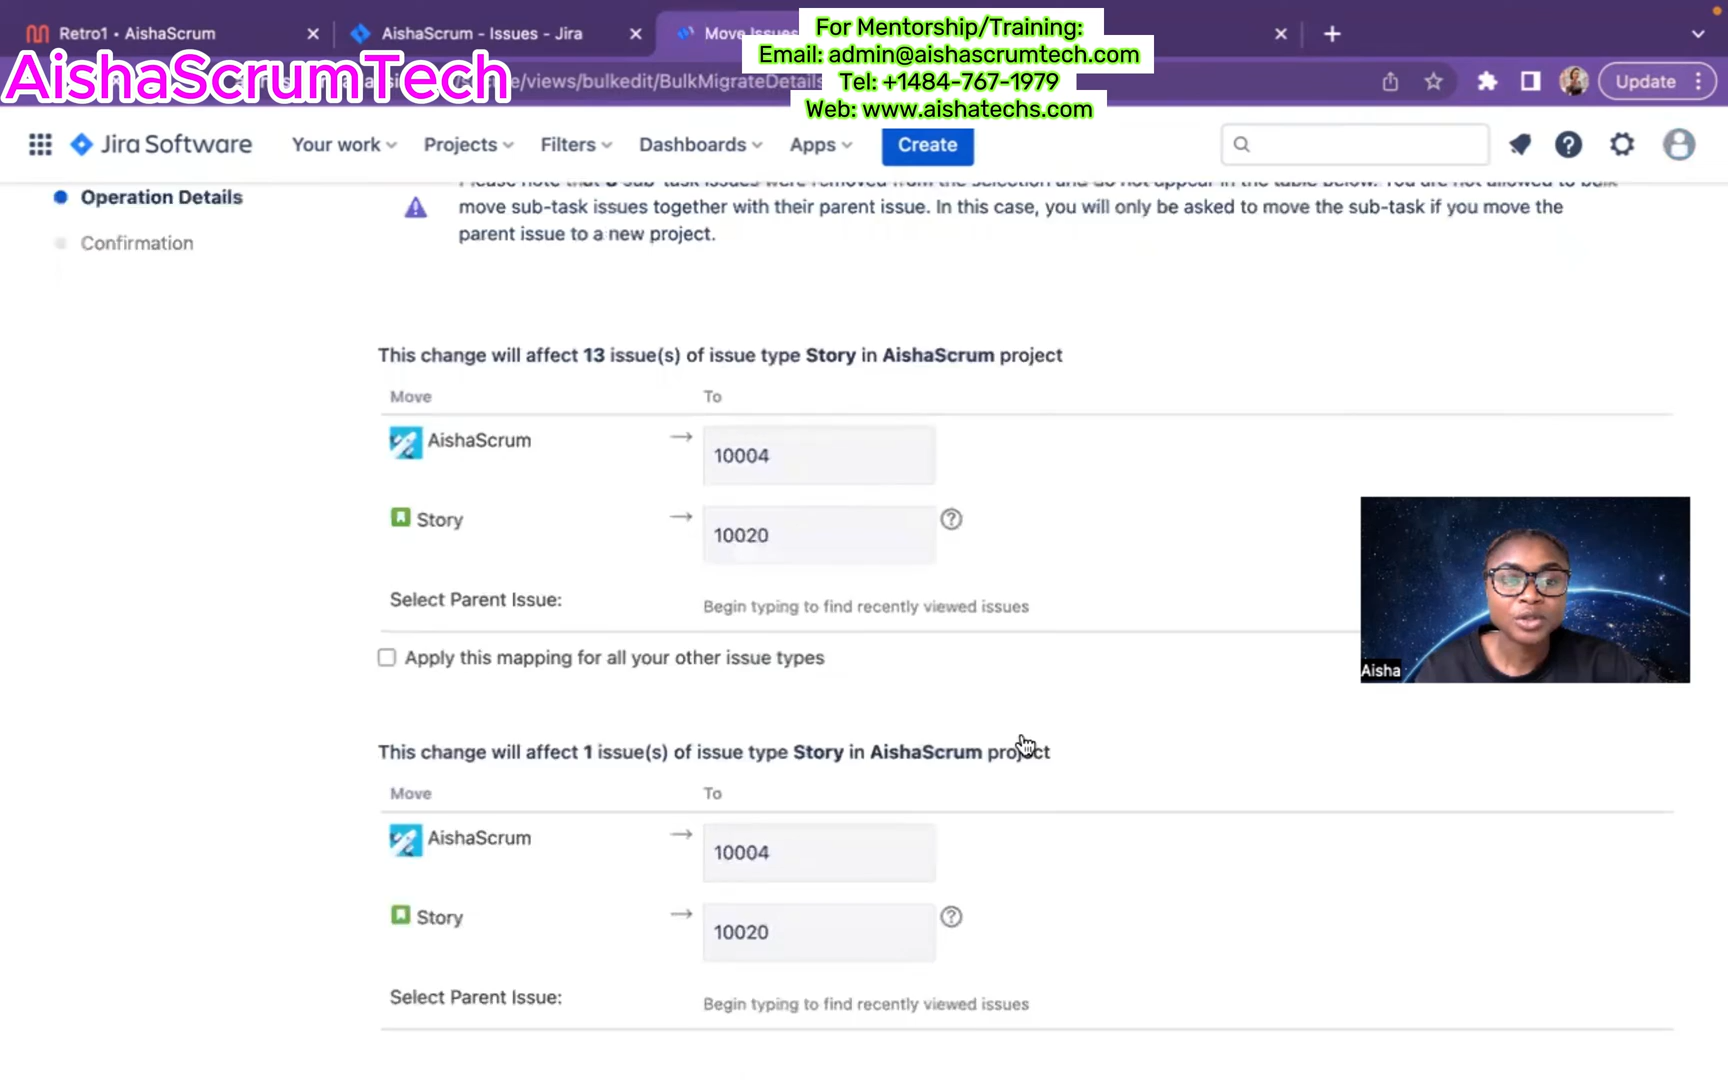 Retro1 • AishaScrum
AishaScrum - Issues - Jira
Move Issues
For Mentorship/Training:
Email: admin@aishascrumtech.com
Tel: +1484-767-1979
Web: www.aishatechs.com
AishaScrumTech
/views/bulkedit/BulkMigrateDetails
Update
Jira Software
Your work
Projects
Filters
Dashboards
Apps
Create
Operation Details
Confirmation
Please note that 8 sub-task issues were removed from the selection and do not appear in the table below. You are not allowed to bulk
move sub-task issues together with their parent issue. In this case, you will only be asked to move the sub-task if you move the
parent issue to a new project.
This change will affect 13 issue(s) of issue type Story in AishaScrum project
Move To
AishaScrum → 10004
Story → 10020
Select Parent Issue: Begin typing to find recently viewed issues
Apply this mapping for all your other issue types
Aisha
This change will affect 1 issue(s) of issue type Story in AishaScrum project
Move To
AishaScrum → 10004
Story → 10020
Select Parent Issue: Begin typing to find recently viewed issues